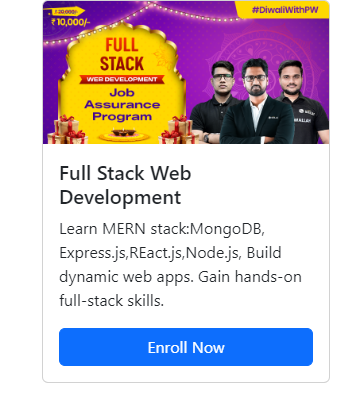 ₹ 20,000/-
₹ 10,000/-
#DiwaliWithPW
FULL
STACK
WEB DEVELOPMENT
Job
Assurance
Program
Full Stack Web
Development
Learn MERN stack:MongoDB,
Express.js,REact.js,Node.js, Build
dynamic web apps. Gain hands-on
full-stack skills.
Enroll Now